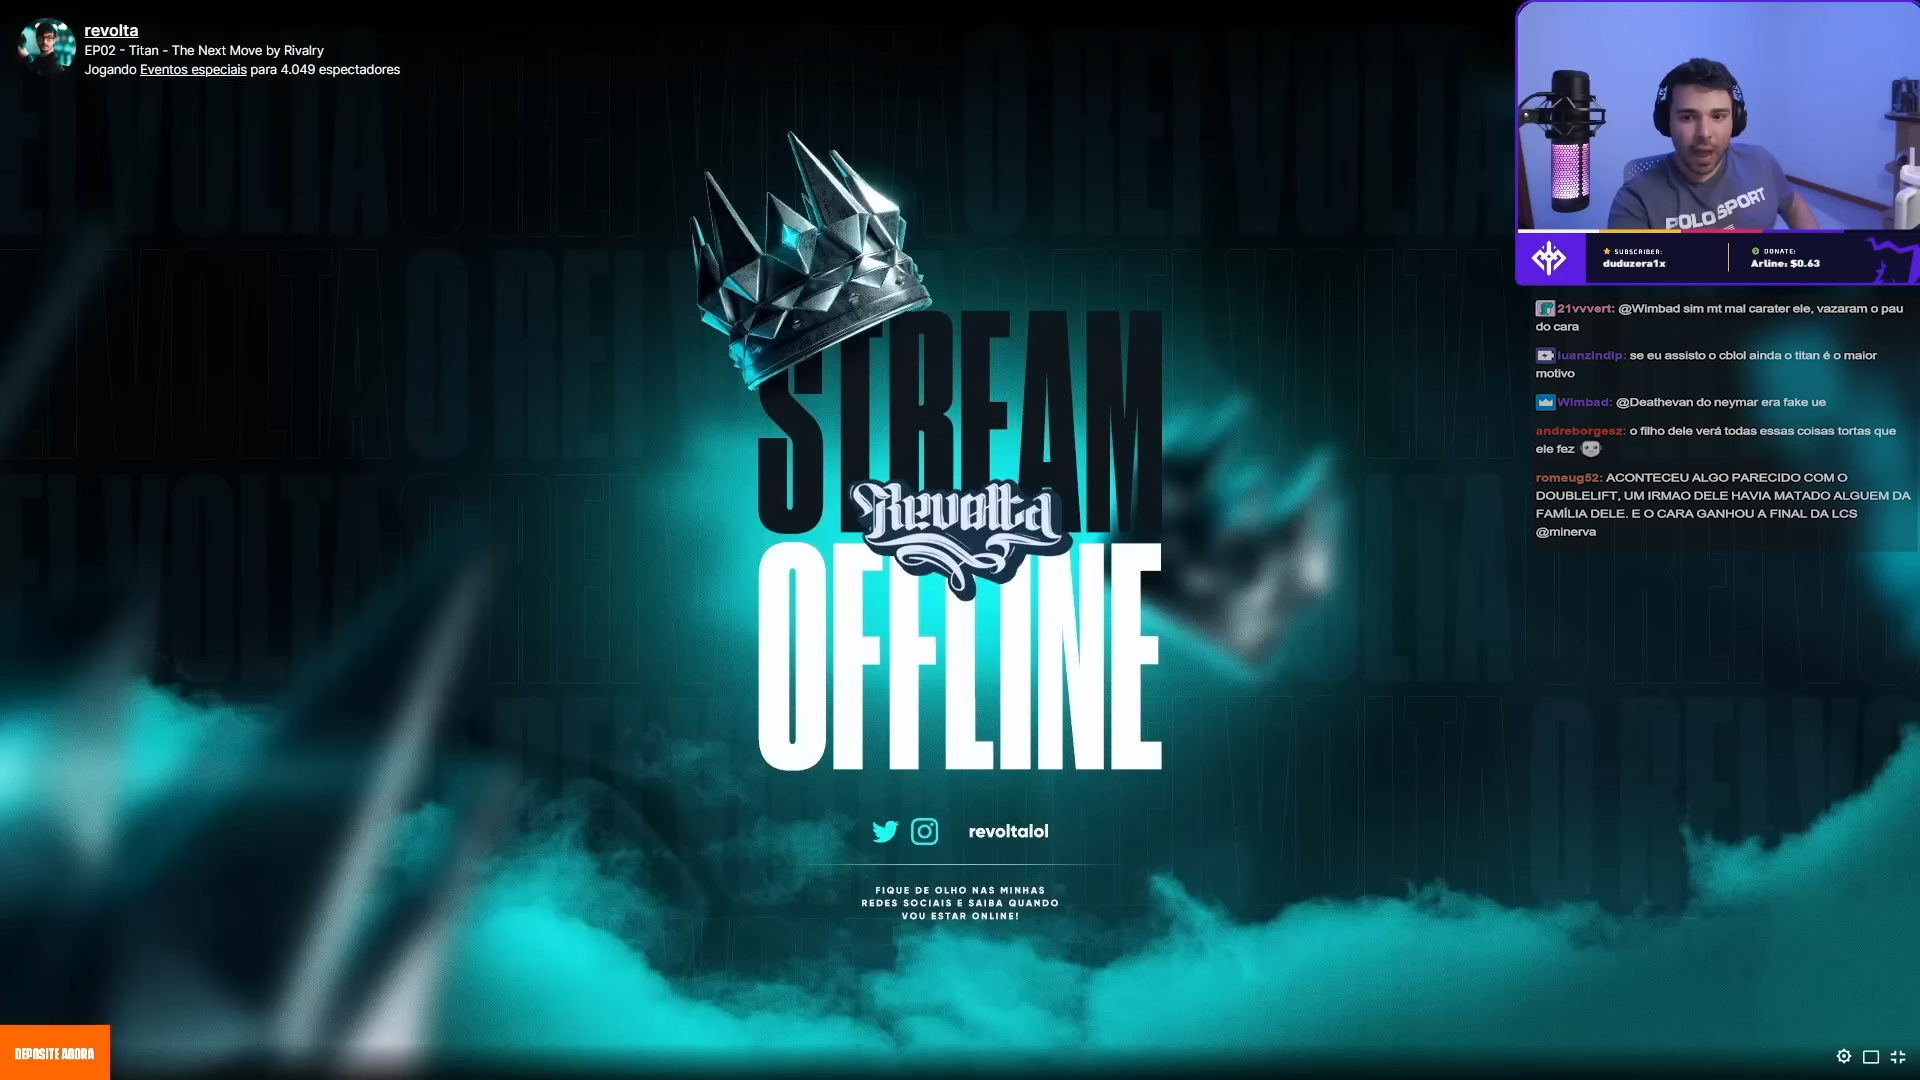 revolta
EP02 - Titan - The Next Move by Rivalry
Jogando Eventos especiais para 4.049 espectadores
STREAM
Revolta
OFFLINE
revoltalol
FIQUE DE OLHO NAS MINHAS
REDES SOCIAIS E SAIBA QUANDO
VOU ESTAR ONLINE!
DEPOSITE AGORA
POLO SPORT
SUBSCRIBER:
duduzera1x
DONATE:
Arline: $0.63
21vvvert: @Wimbad sim mt mal carater ele, vazaram o pau
do cara
luanzindlp: se eu assisto o cblol ainda o titan é o maior
motivo
Wimbad: @Deathevan do neymar era fake ue
andreborgesz: o filho dele verá todas essas coisas tortas que
ele fez
romeug52: ACONTECEU ALGO PARECIDO COM O
DOUBLELIFT, UM IRMAO DELE HAVIA MATADO ALGUEM DA
FAMÍLIA DELE. E O CARA GANHOU A FINAL DA LCS
@minerva